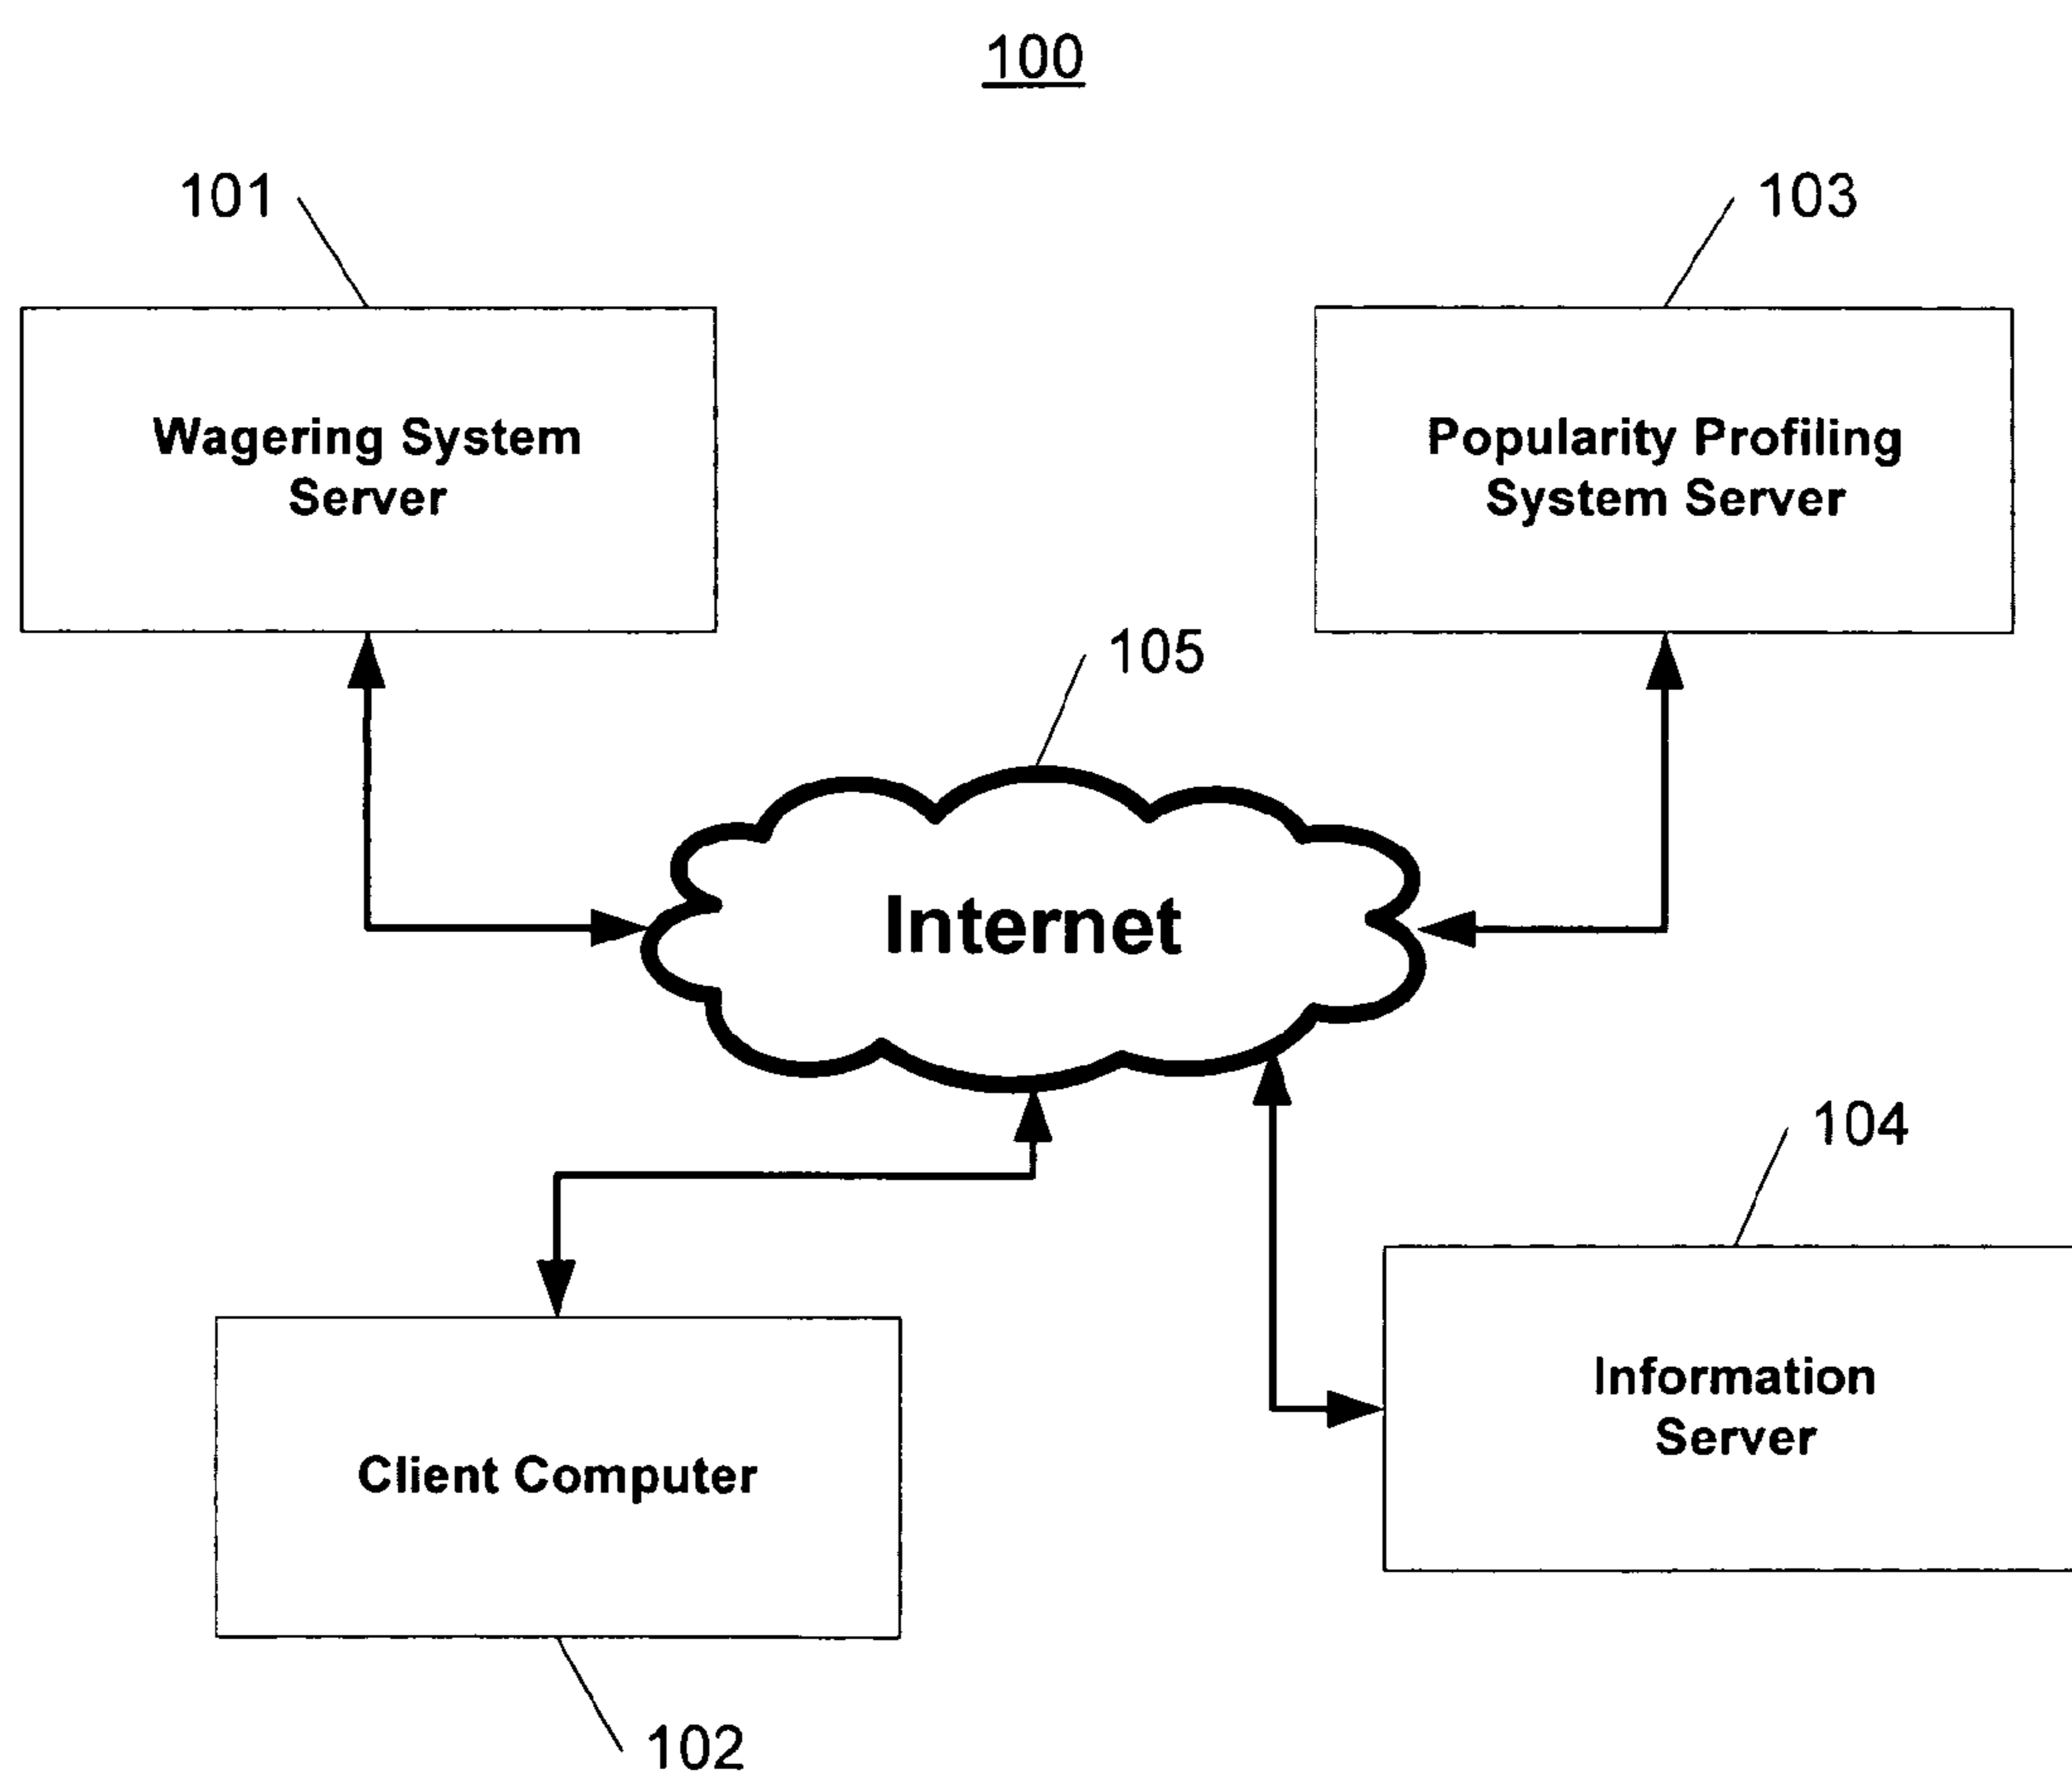 100
101
103
Wagering System
Server
Popularity Profiling
System Server
105
Internet
104
Information
Server
Client Computer
102